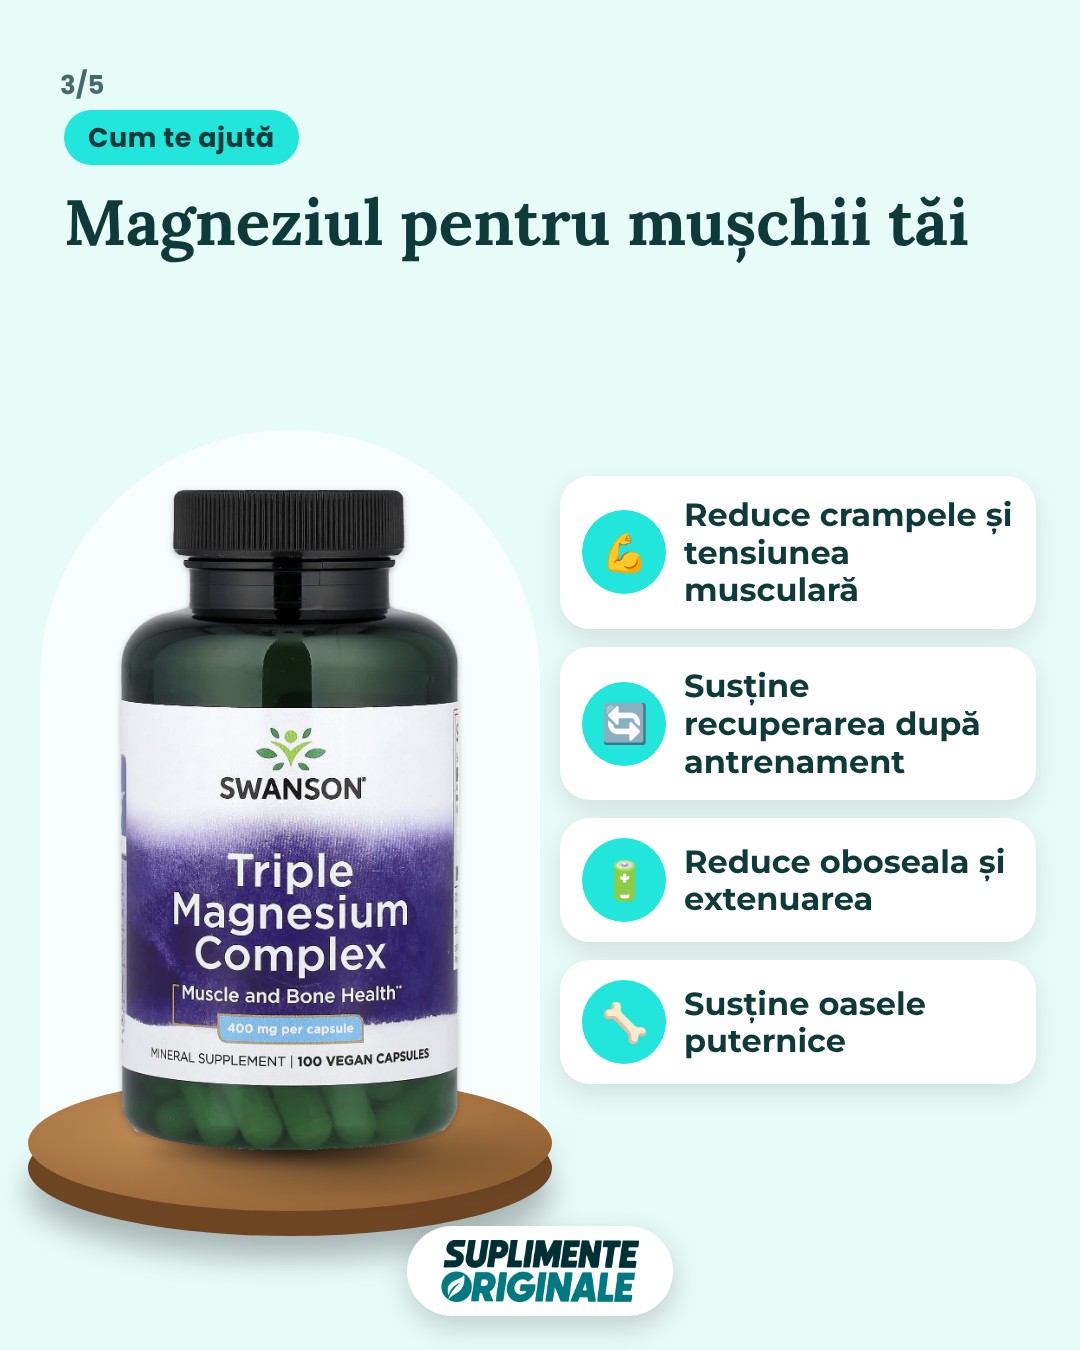 3/5
Cum te ajută
Magneziul pentru mușchii tăi
SWANSON®
Triple
Magnesium
Complex
Muscle and Bone Health
400 mg per capsule
MINERAL SUPPLEMENT | 100 VEGAN CAPSULES
Reduce crampele și
tensiunea
musculară
Susține
recuperarea după
antrenament
Reduce oboseala și
extenuarea
Susține oasele
puternice
SUPLIMENTE
ORIGINALE